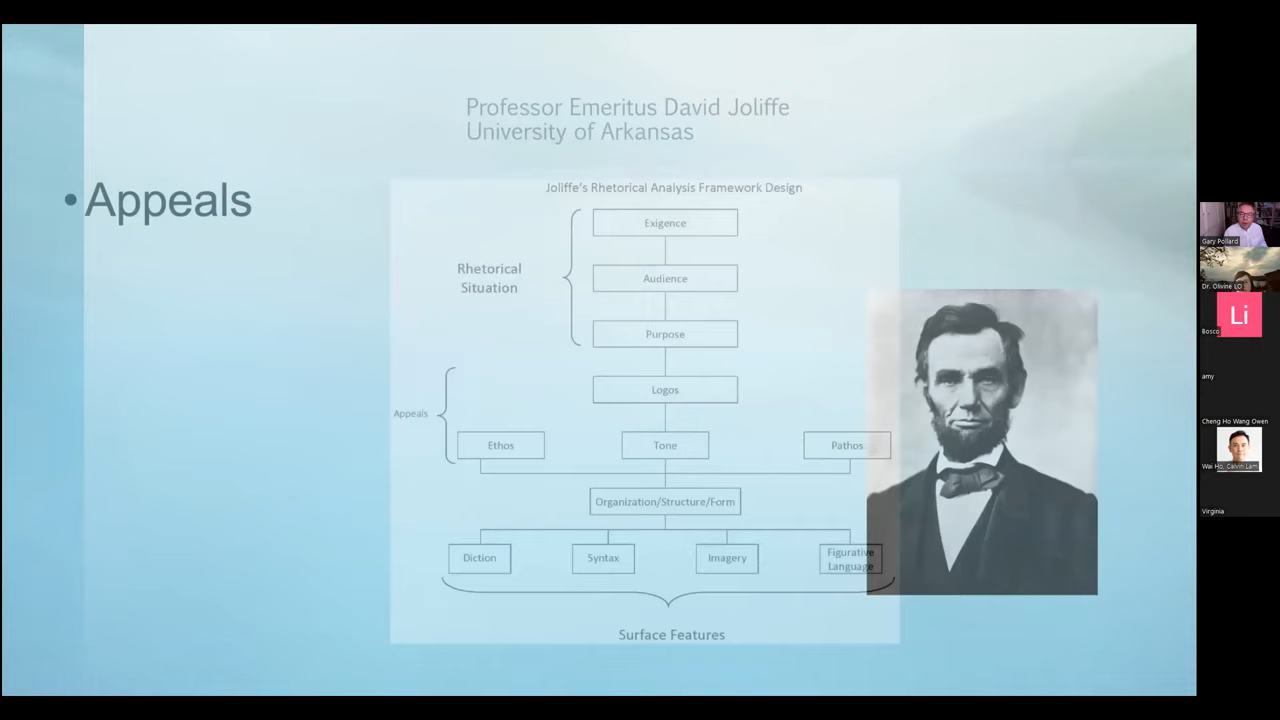 Professor Emeritus David Joliffe
University of Arkansas
• Appeals
Joliffe's Rhetorical Analysis Framework Design
Exigence
Rhetorical
Situation
Audience
Purpose
Logos
Appeals
Ethos
Tone
Pathos
Organization/Structure/Form
Diction
Syntax
Imagery
Figurative
Language
Surface Features
Gary Pollard
Dr. Olivine LO
Li
Bosco
amy
Cheng Ho Wang Owen
Wai Ho, Calvin Lam
Virginia